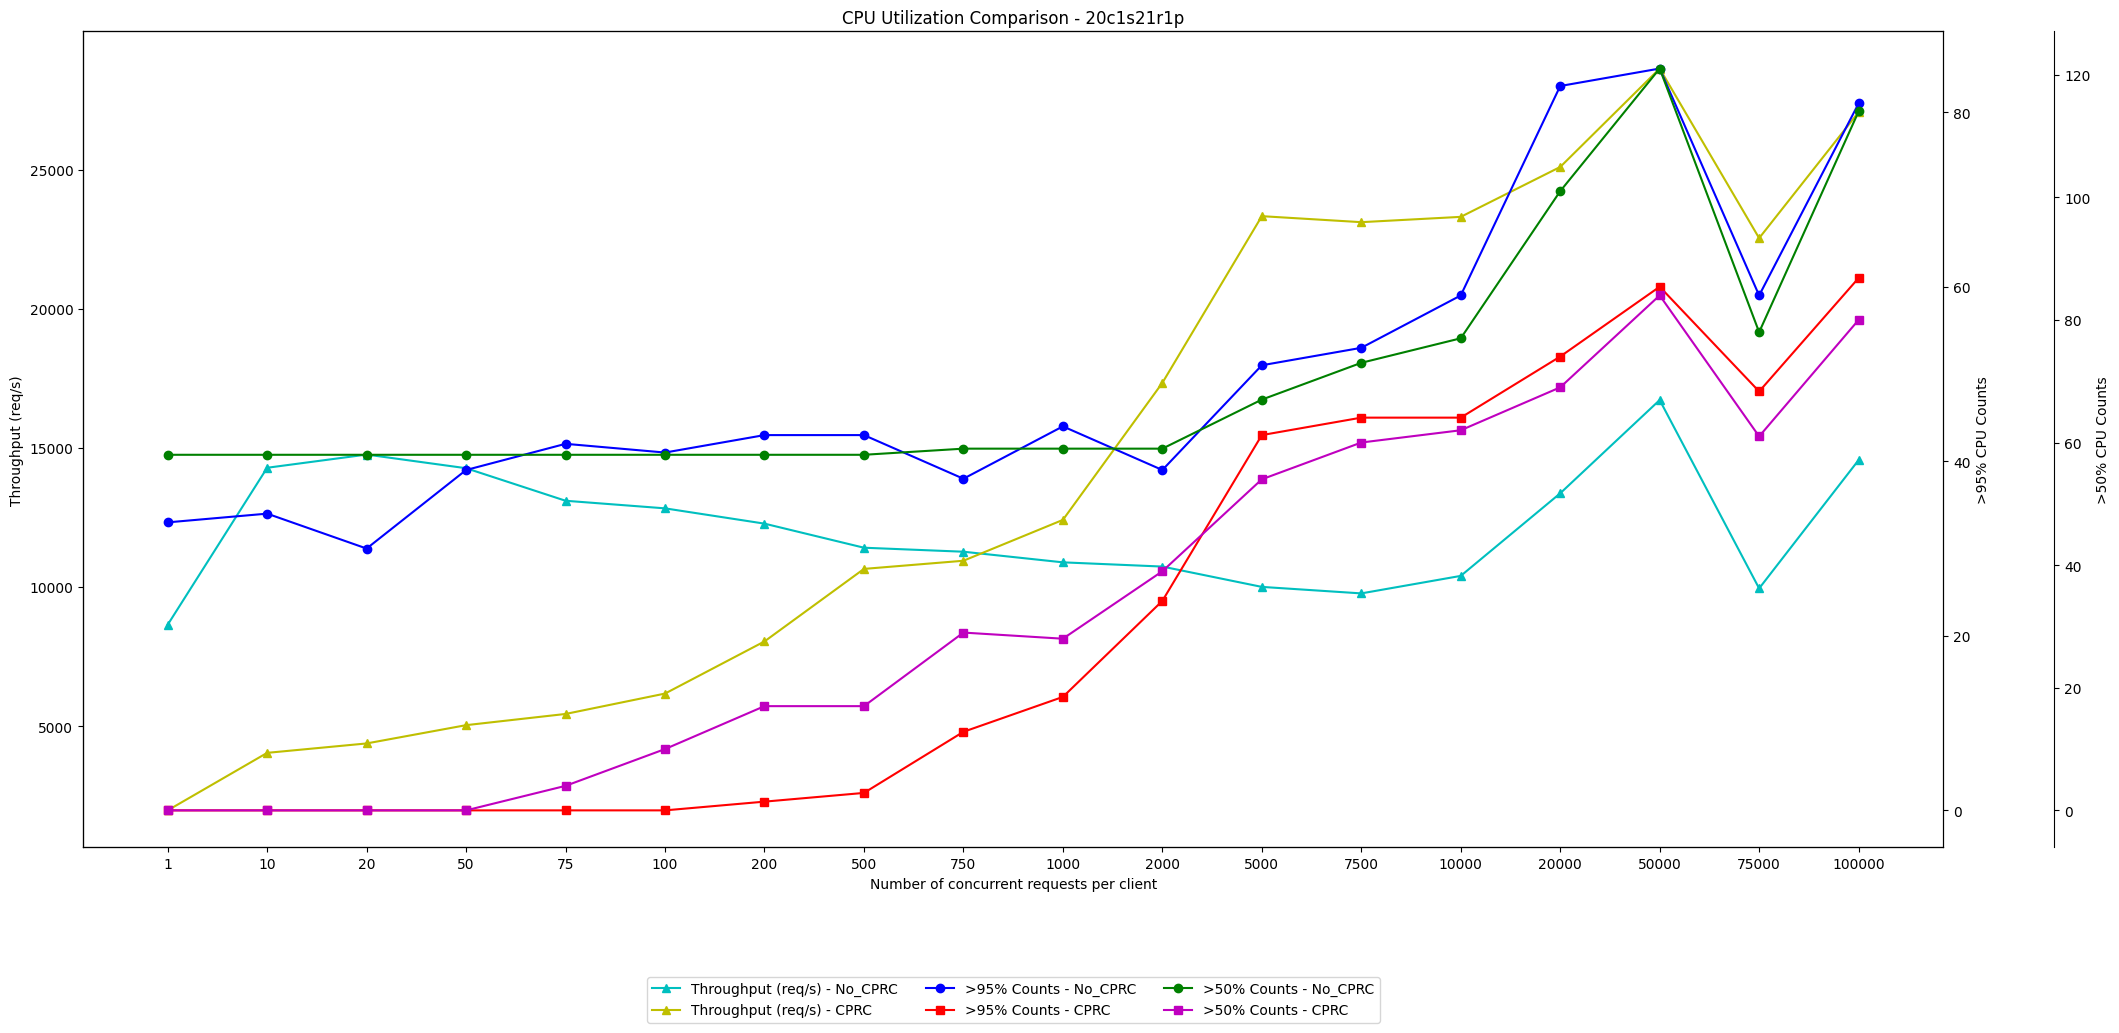 CPU Utilization Comparison - 20c1s21r1p
Throughput (req/s)
25000
20000
15000
10000
5000
80
60
40
20
0
>95% CPU Counts
120
100
80
60
40
20
0
>50% CPU Counts
1 10 20 50 75 100 200 500 750 1000 2000 5000 7500 10000 20000 50000 75000 100000
Number of concurrent requests per client
Throughput (req/s) - No_CPRC >95% Counts - No_CPRC >50% Counts - No_CPRC
Throughput (req/s) - CPRC >95% Counts - CPRC >50% Counts - CPRC